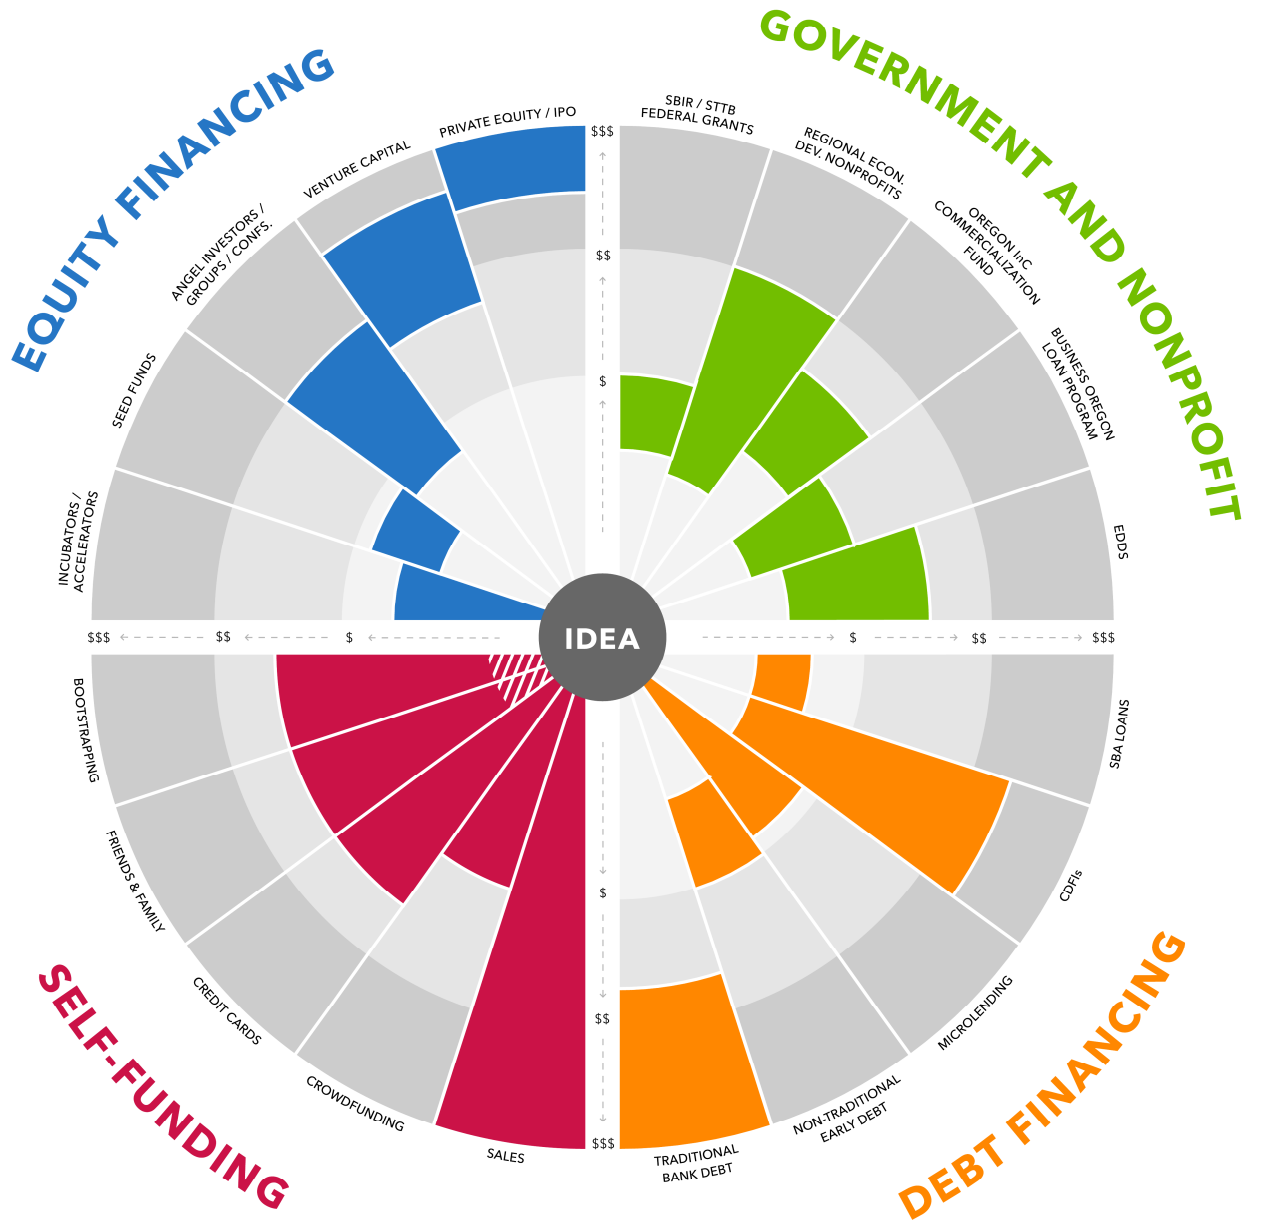 EQUITY FINANCING
GOVERNMENT AND NONPROFIT
INCUBATORS /
ACCELERATORS
SEED FUNDS
ANGEL INVESTORS /
GROUPS / CONFS.
VENTURE CAPITAL
PRIVATE EQUITY / IPO
SBIR / STTB
FEDERAL GRANTS
REGIONAL ECON.
DEV. NONPROFITS
OREGON InC
COMMERCIALIZATION
FUND
BUSINESS OREGON
LOAN PROGRAM
EDDS
$$$
$$
$
$$$
$$
$
IDEA
$
$$
$$$
$
$$
$$$
BOOTSTRAPPING
FRIENDS & FAMILY
CREDIT CARDS
CROWDFUNDING
SALES
SBA LOANS
CDFIs
MICROLENDING
NON-TRADITIONAL
EARLY DEBT
TRADITIONAL
BANK DEBT
SELF-FUNDING
DEBT FINANCING